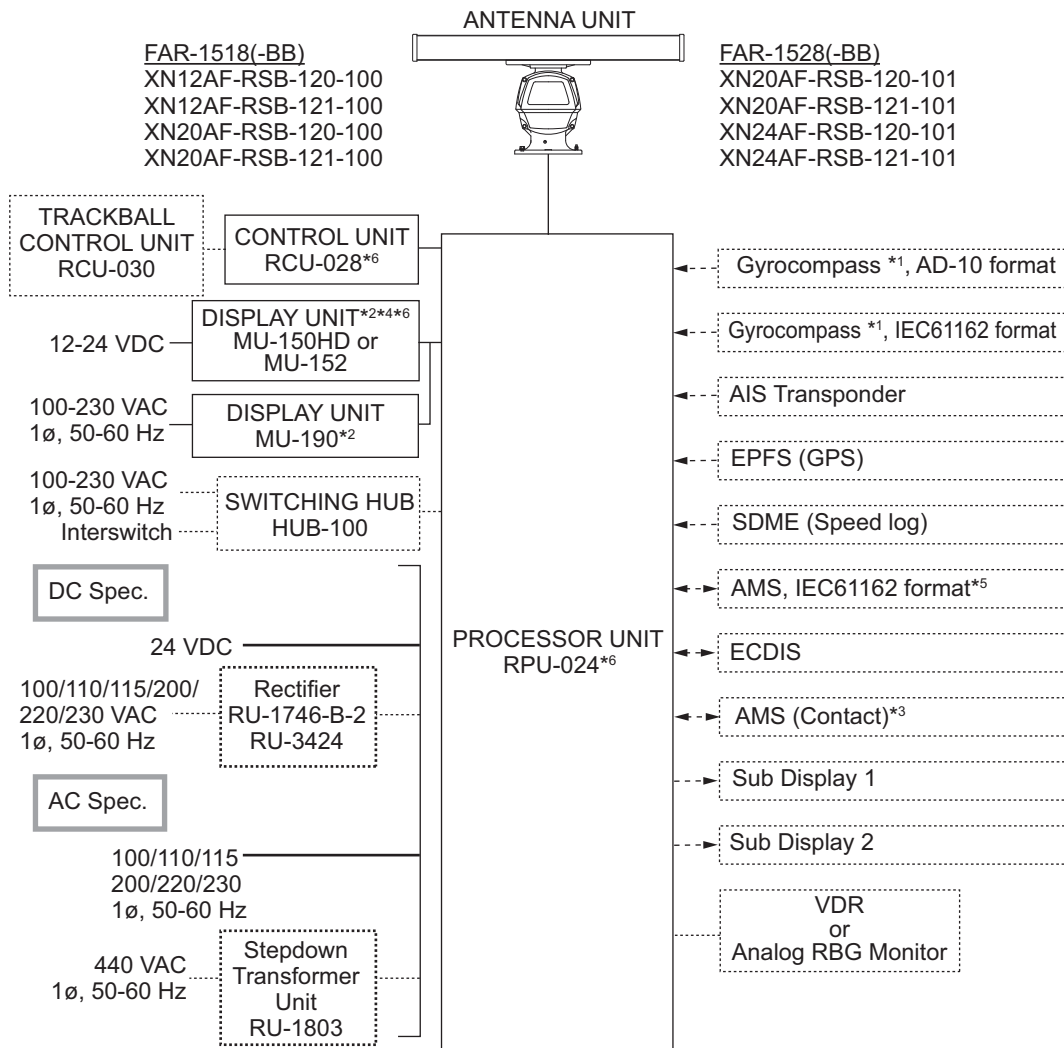 ANTENNA UNIT
FAR-1518(-BB)
XN12AF-RSB-120-100
XN12AF-RSB-121-100
XN20AF-RSB-120-100
XN20AF-RSB-121-100
FAR-1528(-BB)
XN20AF-RSB-120-101
XN20AF-RSB-121-101
XN24AF-RSB-120-101
XN24AF-RSB-121-101
TRACKBALL
CONTROL UNIT
RCU-030
CONTROL UNIT
RCU-028*6
12-24 VDC
DISPLAY UNIT*2*4*6
MU-150HD or
MU-152
100-230 VAC
1ø, 50-60 Hz
DISPLAY UNIT
MU-190*2
100-230 VAC
1ø, 50-60 Hz
Interswitch
SWITCHING HUB
HUB-100
DC Spec.
24 VDC
100/110/115/200/
220/230 VAC
1ø, 50-60 Hz
Rectifier
RU-1746-B-2
RU-3424
AC Spec.
100/110/115
200/220/230
1ø, 50-60 Hz
440 VAC
1ø, 50-60 Hz
Stepdown
Transformer
Unit
RU-1803
PROCESSOR UNIT
RPU-024*6
Gyrocompass *1, AD-10 format
Gyrocompass *1, IEC61162 format
AIS Transponder
EPFS (GPS)
SDME (Speed log)
AMS, IEC61162 format*5
ECDIS
AMS (Contact)*3
Sub Display 1
Sub Display 2
VDR
or
Analog RBG Monitor